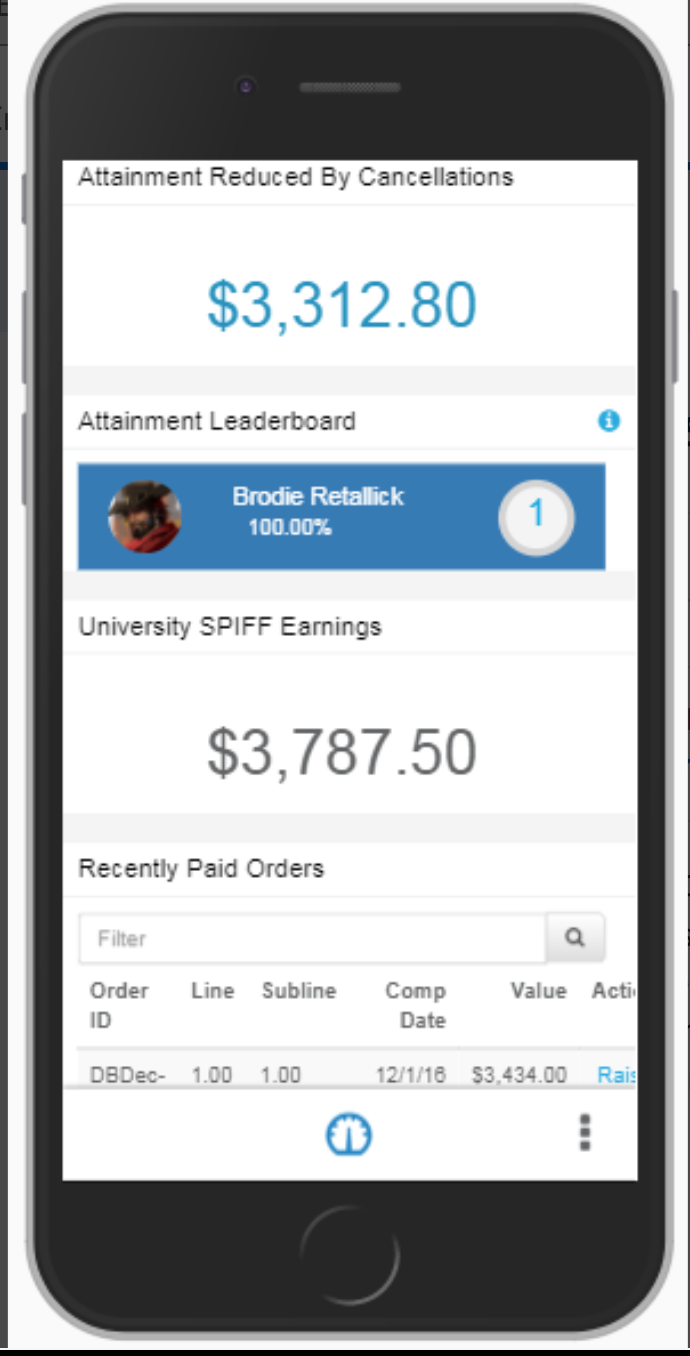 Attainment Reduced By Cancellations
$3,312.80
Attainment Leaderboard
Brodie Retallick
100.00%
1
University SPIFF Earnings
$3,787.50
Recently Paid Orders
Filter
Order ID Line Subline Comp Date Value Acti
DBDec- 1.00 1.00 12/1/16 $3,434.00 Rais